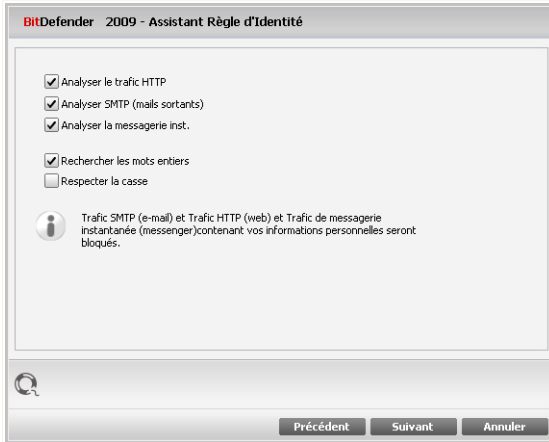 BitDefender 2009 - Assistant Règle d'Identité
Analyser le trafic HTTP
Analyser SMTP (mails sortants)
Analyser la messagerie inst.
Rechercher les mots entiers
Respecter la casse
Trafic SMTP (e-mail) et Trafic HTTP (web) et Trafic de messagerie
instantanée (messenger)contenant vos informations personnelles seront
bloqués.
Précédent Suivant Annuler